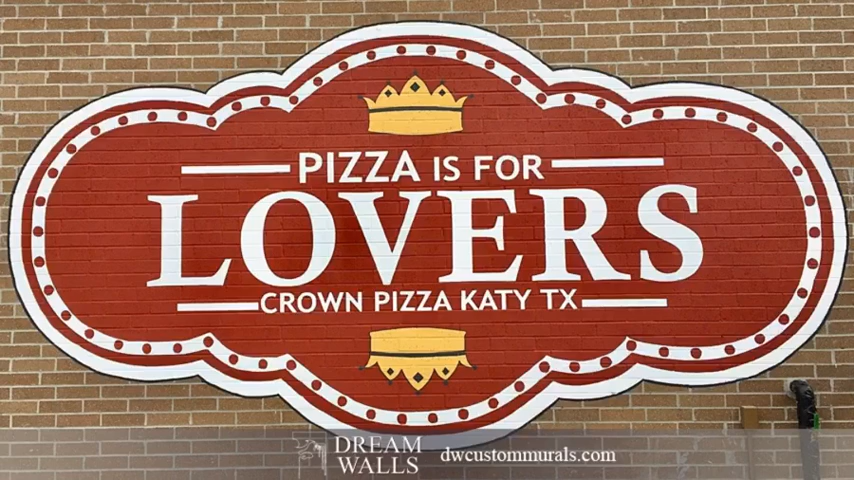 PIZZA IS FOR
LOVERS
CROWN PIZZA KATY TX
DREAM
WALLS
dwcustommurals.com